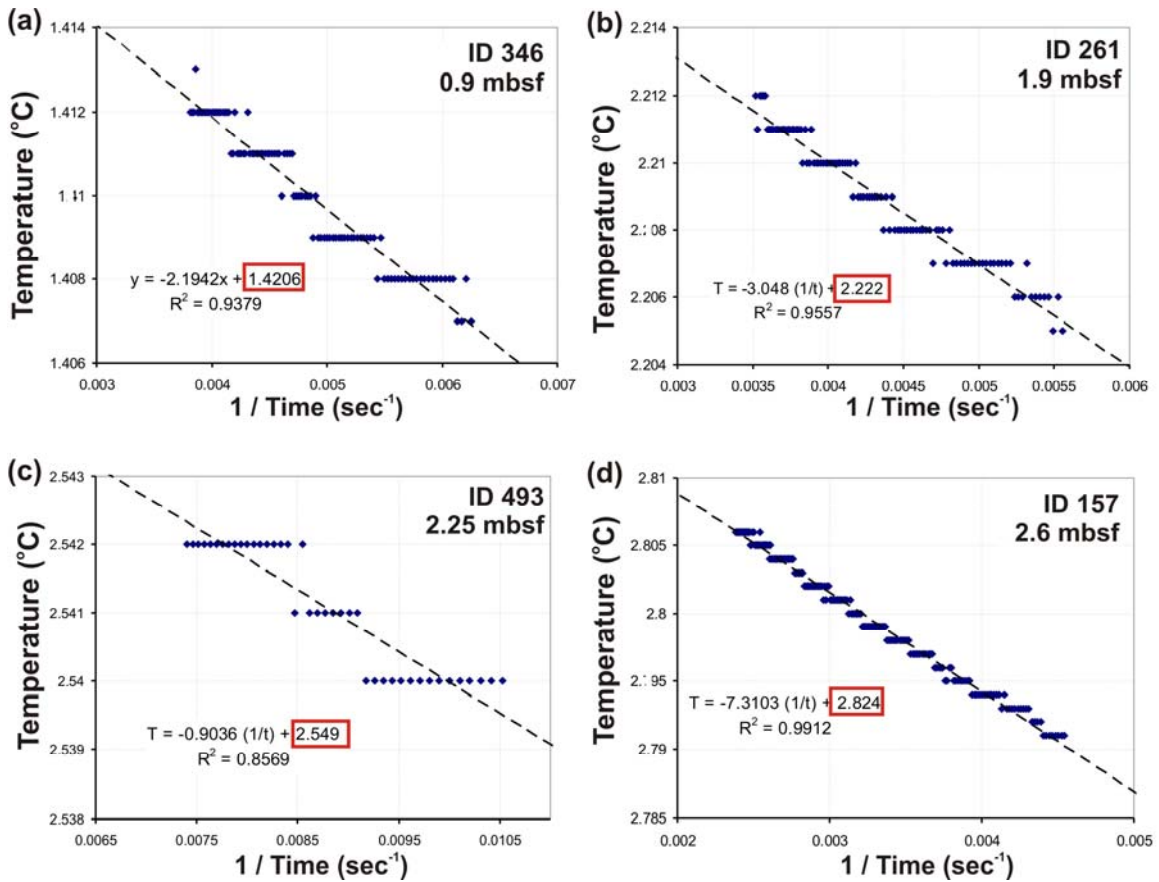 (a)
ID 346
0.9 mbsf
Temperature (°C)
1.414
1.412
1.41
1.408
1.406
y = -2.1942x + 1.4206
R² = 0.9379
0.003 0.004 0.005 0.006 0.007
1 / Time (sec⁻¹)
(b)
ID 261
1.9 mbsf
Temperature (°C)
2.214
2.212
2.21
2.208
2.206
2.204
T = -3.048 (1/t) + 2.222
R² = 0.9557
0.003 0.0035 0.004 0.0045 0.005 0.0055 0.006
1 / Time (sec⁻¹)
(c)
ID 493
2.25 mbsf
Temperature (°C)
2.543
2.542
2.541
2.54
2.539
2.538
T = -0.9036 (1/t) + 2.549
R² = 0.8569
0.0065 0.0075 0.0085 0.0095 0.0105
1 / Time (sec⁻¹)
(d)
ID 157
2.6 mbsf
Temperature (°C)
2.81
2.805
2.8
2.795
2.79
2.785
T = -7.3103 (1/t) + 2.824
R² = 0.9912
0.002 0.003 0.004 0.005
1 / Time (sec⁻¹)